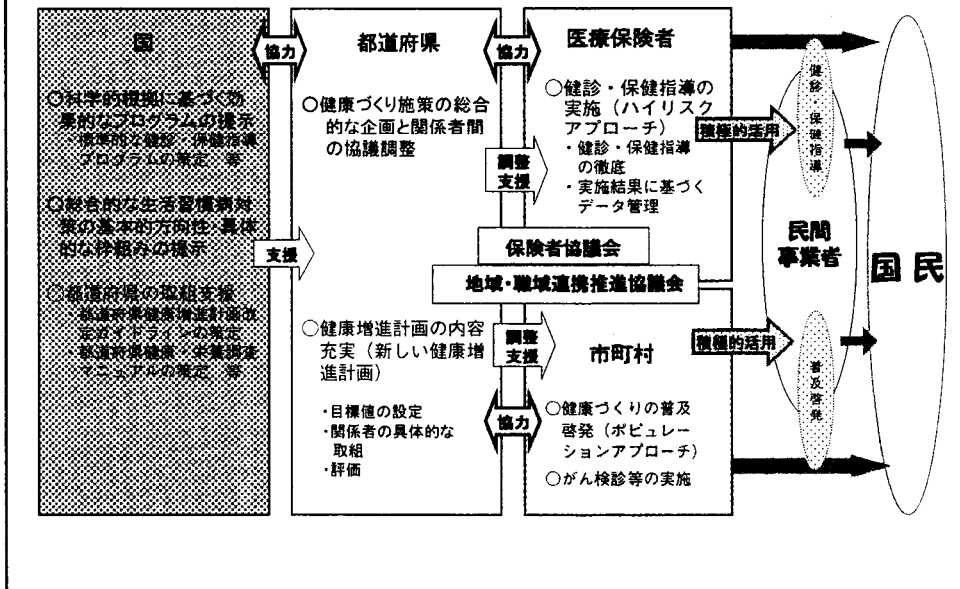 国
○科学的根拠に基づく効
果的なプログラムの提示
標準的な健診・保健指導
プログラムの策定 等
○総合的な生活習慣病対
策の基本的方向性・具体
的な枠組みの提示
○都道府県の取組支援
都道府県健康増進計画改
定ガイドラインの策定
都道府県健康・栄養調査
マニュアルの策定 等
協力
支援
都道府県
○健康づくり施策の総合
的な企画と関係者間
の協議調整
○健康増進計画の内容
充実(新しい健康増
進計画)
・目標値の設定
・関係者の具体的な
取組
・評価
協力
調整
支援
保険者協議会
地域・職域連携推進協議会
調整
支援
協力
医療保険者
○健診・保健指導の
実施(ハイリスク
アプローチ)
・健診・保健指導
の徹底
・実施結果に基づく
データ管理
市町村
○健康づくりの普及
啓発(ポピュレー
ションアプローチ)
○がん検診等の実施
積極的活用
積極的活用
健診・保健指導
民間
事業者
普及啓発
国民